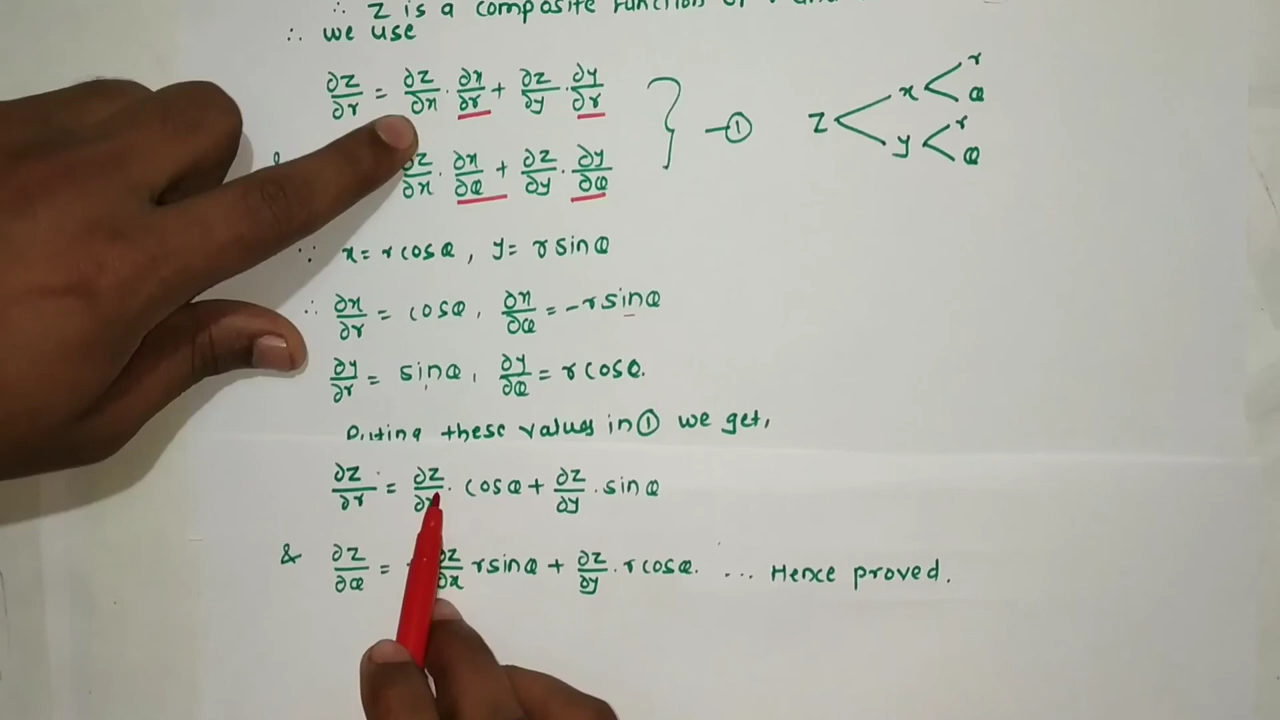 ∴ Z is a composite function of
∴ we use
∂z/∂r = ∂z/∂x · ∂x/∂r + ∂z/∂y · ∂y/∂r
∂z/∂x · ∂x/∂θ + ∂z/∂y · ∂y/∂θ
} —①
Z < x < r θ
y < r θ
∵ x = r cosθ , y = r sinθ
∴ ∂x/∂r = cosθ , ∂x/∂θ = -r sinθ
∂y/∂r = sinθ , ∂y/∂θ = r cosθ.
Puting these values in ① we get,
∂z/∂r = ∂z/∂x · cosθ + ∂z/∂y · sinθ
& ∂z/∂θ = ∂z/∂x r sinθ + ∂z/∂y · r cosθ. ... Hence proved.